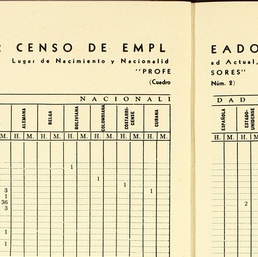 CENSO DE EMPL EADO
Lugar de Nacimiento y Nacionalid ad Actual,
"PROFE SORES"
(Cuadro Núm. 2)
NACIONALI DAD
ALEMANA BELGA BOLIVIANA COLOMBIANA COSTARRI-CENSE CUBANA ESPAÑOLA ESTADO-UNIDENSE
M. H. M. H. M. H. M. H. M. H. M. H. M. H. M. H.
1
1
1
3 1
1
36 2
3
1
1